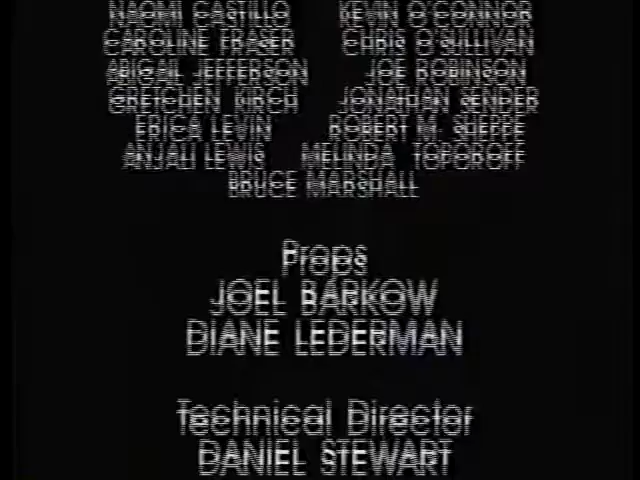 NAOMI CASTILLO KEVIN O'CONNOR
CAROLINE FRASER CHRIS O'SULLIVAN
ABIGAIL JEFFERSON JOE ROBINSON
GRETCHEN BIRCH JONATHAN SENDER
ERICA LEVIN ROBERT M. SHEPPE
ANJALI LEWIS MELINDA TOPOROFF
BRUCE MARSHALL
Props
JOEL BARKOW
DIANE LEDERMAN
Technical Director
DANIEL STEWART